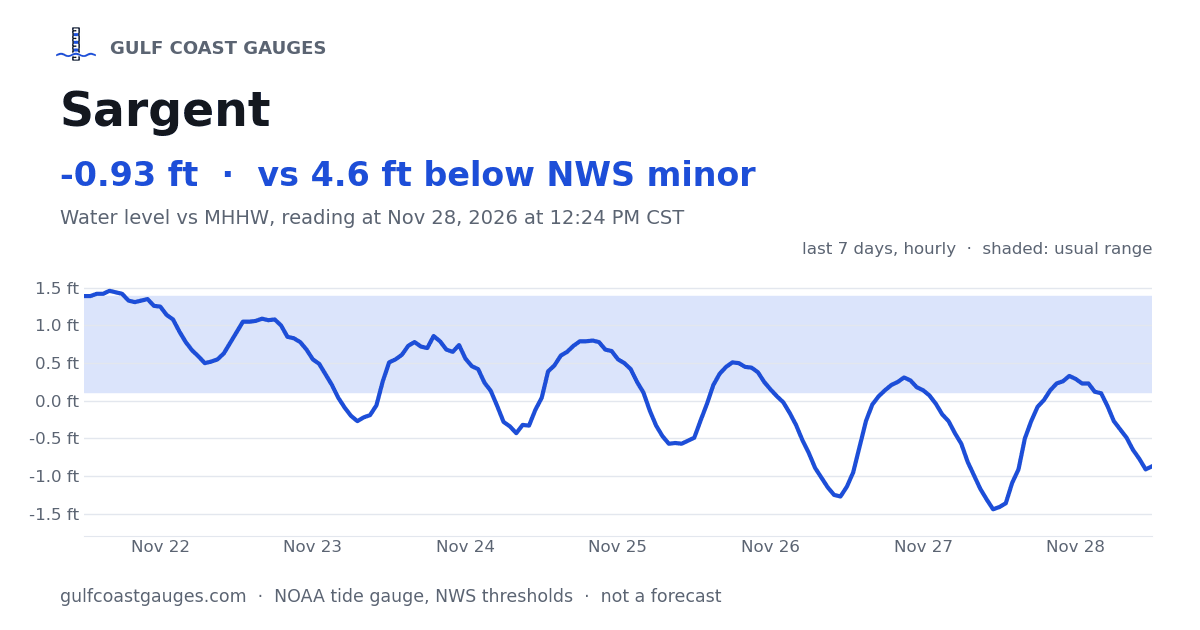 GULF COAST GAUGES
Sargent
-0.93 ft · vs 4.6 ft below NWS minor
Water level vs MHHW, reading at Nov 28, 2026 at 12:24 PM CST
last 7 days, hourly · shaded: usual range
1.5 ft
1.0 ft
0.5 ft
0.0 ft
-0.5 ft
-1.0 ft
-1.5 ft
Nov 22 Nov 23 Nov 24 Nov 25 Nov 26 Nov 27 Nov 28
gulfcoastgauges.com · NOAA tide gauge, NWS thresholds · not a forecast